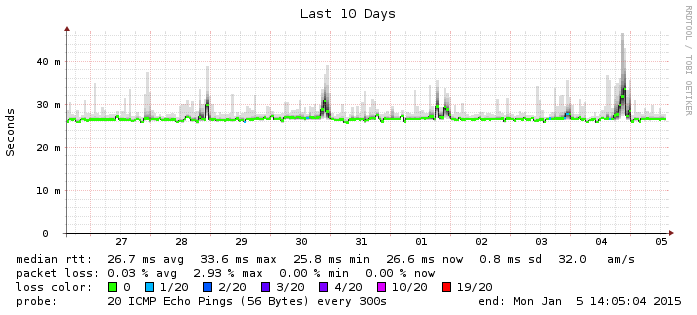 Last 10 Days
RRDTOOL / TOBI OETIKER
Seconds
40 m
30 m
20 m
10 m
0
27 28 29 30 31 01 02 03 04 05
median rtt: 26.7 ms avg 33.6 ms max 25.8 ms min 26.6 ms now 0.8 ms sd 32.0 am/s
packet loss: 0.03 % avg 2.93 % max 0.00 % min 0.00 % now
loss color: 0 1/20 2/20 3/20 4/20 10/20 19/20
probe: 20 ICMP Echo Pings (56 Bytes) every 300s end: Mon Jan 5 14:05:04 2015